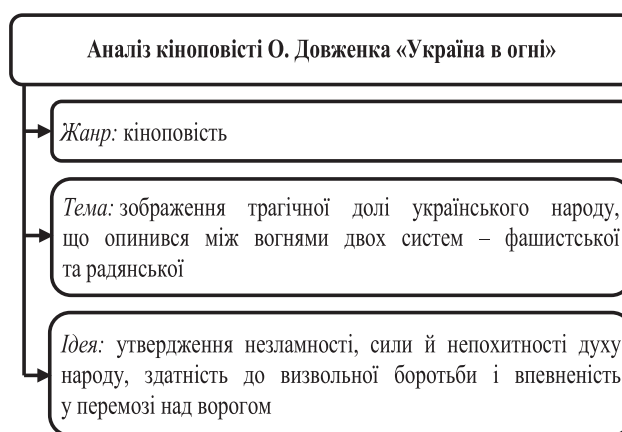 Аналіз кіноповісті О. Довженка «Україна в огні»
Жанр: кіноповість
Тема: зображення трагічної долі українського народу,
що опинився між вогнями двох систем – фашистської
та радянської
Ідея: утвердження незламності, сили й непохитності духу
народу, здатність до визвольної боротьби і впевненість
у перемозі над ворогом